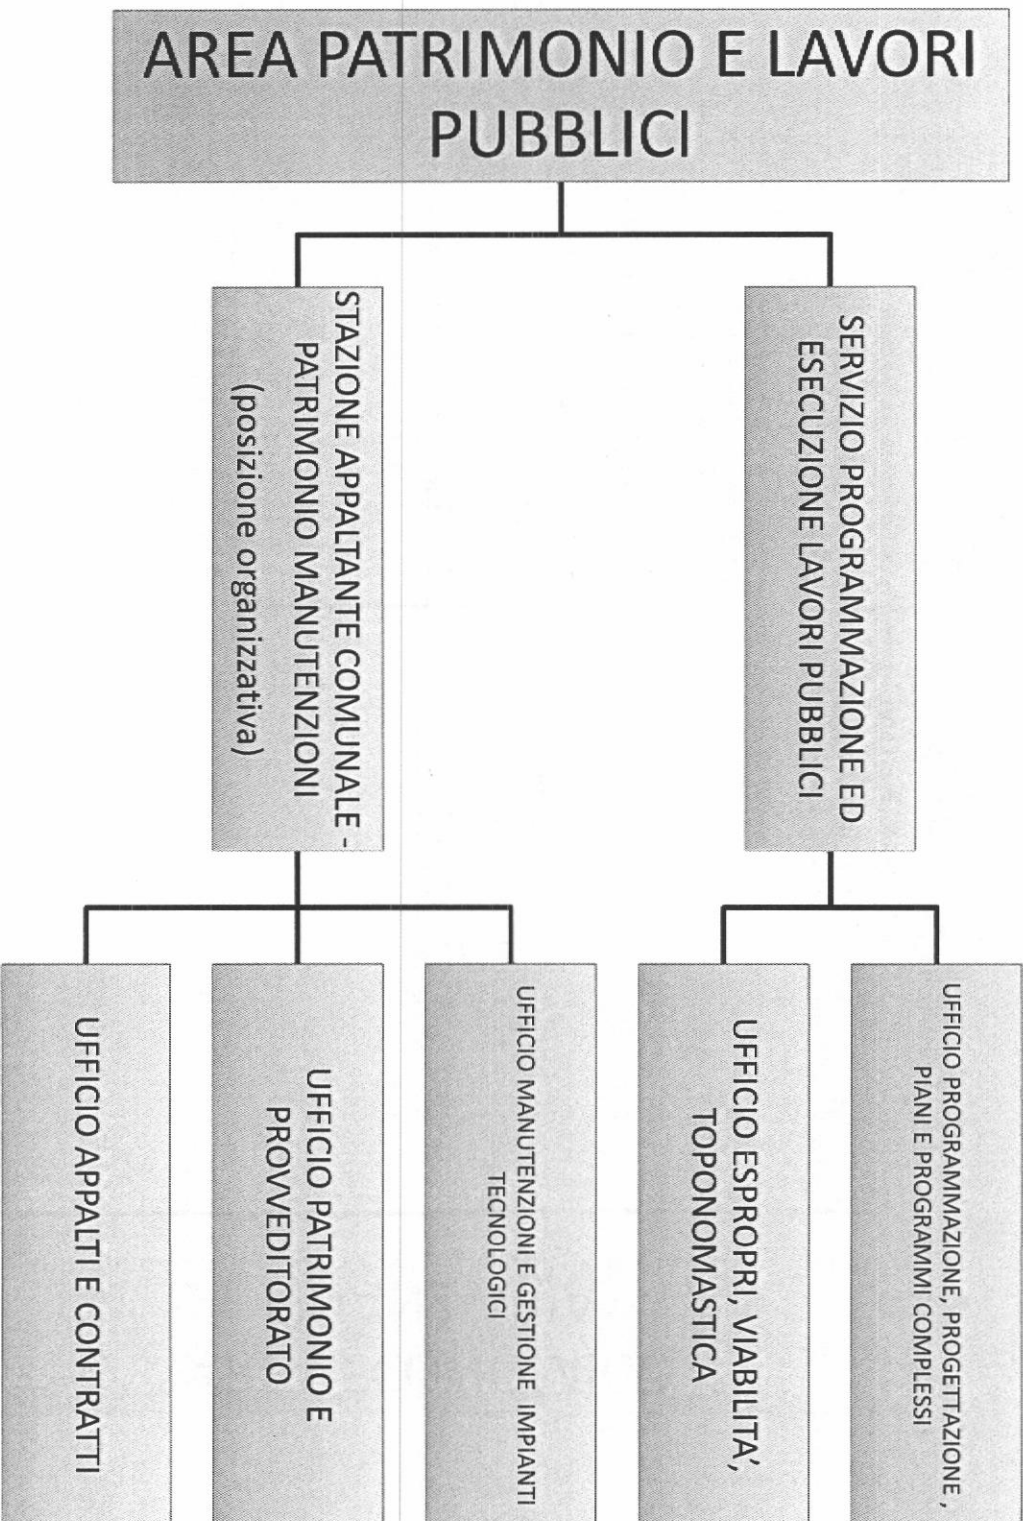 AREA PATRIMONIO E LAVORI
PUBBLICI
SERVIZIO PROGRAMMAZIONE ED
ESECUZIONE LAVORI PUBBLICI
UFFICIO PROGRAMMAZIONE, PROGETTAZIONE ,
PIANI E PROGRAMMI COMPLESSI
UFFICIO ESPROPRI, VIABILITA’,
TOPONOMASTICA
STAZIONE APPALTANTE COMUNALE -
PATRIMONIO MANUTENZIONI
(posizione organizzativa)
UFFICIO MANUTENZIONI E GESTIONE IMPIANTI
TECNOLOGICI
UFFICIO PATRIMONIO E
PROVVEDITORATO
UFFICIO APPALTI E CONTRATTI